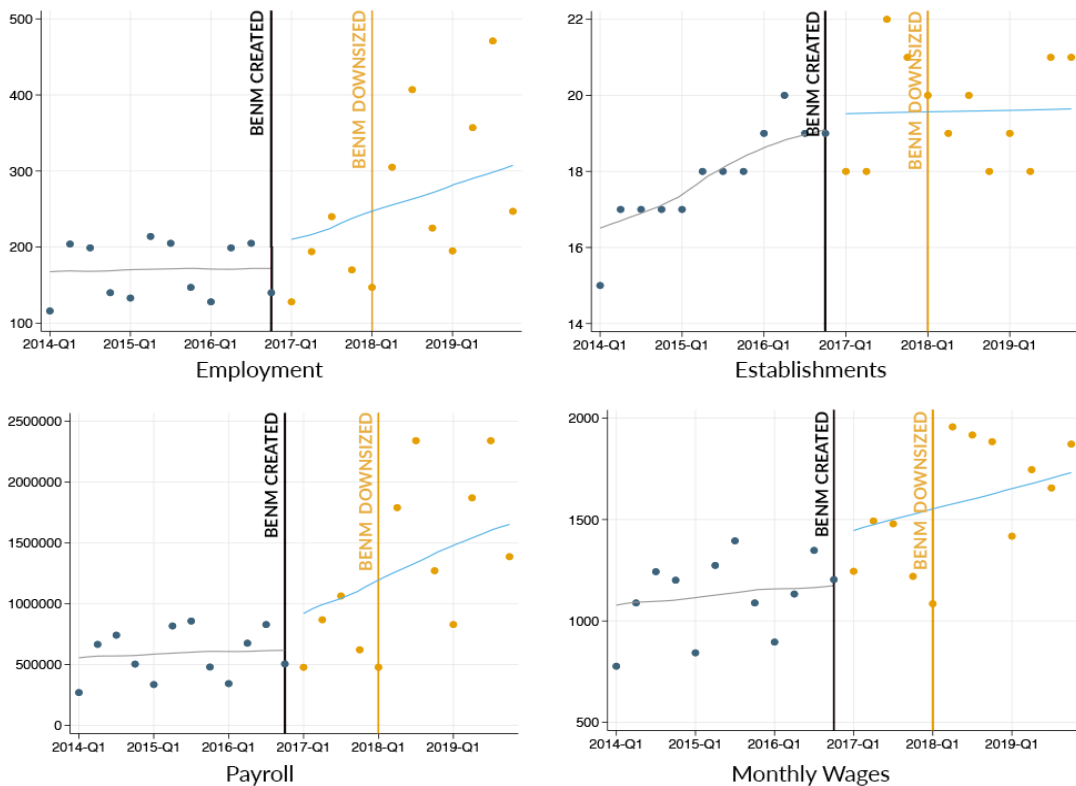 500
400
300
200
100
BENM CREATED
BENM DOWNSIZED
2014-Q1 2015-Q1 2016-Q1 2017-Q1 2018-Q1 2019-Q1
Employment
22
20
18
16
14
BENM CREATED
BENM DOWNSIZED
2014-Q1 2015-Q1 2016-Q1 2017-Q1 2018-Q1 2019-Q1
Establishments
2500000
2000000
1500000
1000000
500000
0
BENM CREATED
BENM DOWNSIZED
2014-Q1 2015-Q1 2016-Q1 2017-Q1 2018-Q1 2019-Q1
Payroll
2000
1500
1000
500
BENM CREATED
BENM DOWNSIZED
2014-Q1 2015-Q1 2016-Q1 2017-Q1 2018-Q1 2019-Q1
Monthly Wages